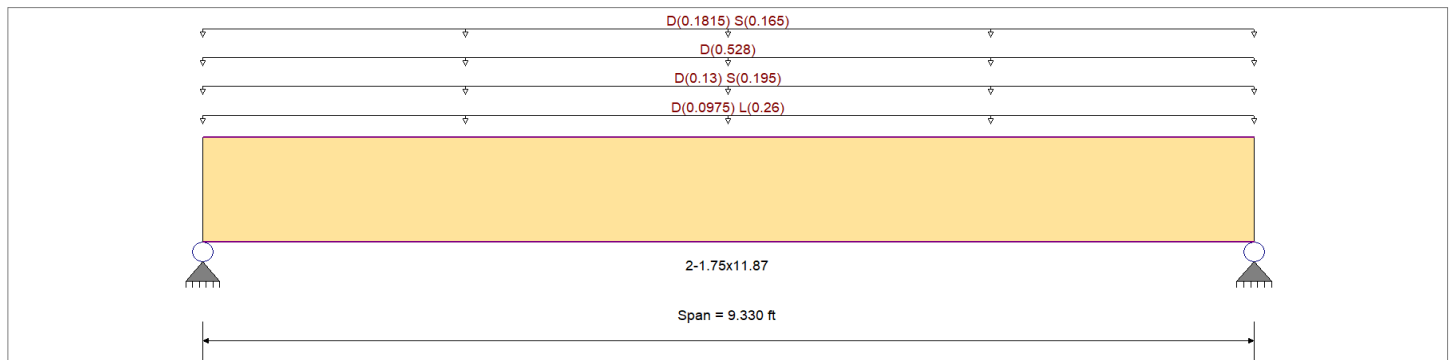 D(0.1815) S(0.165)
D(0.528)
D(0.13) S(0.195)
D(0.0975) L(0.26)
2-1.75x11.87
Span = 9.330 ft